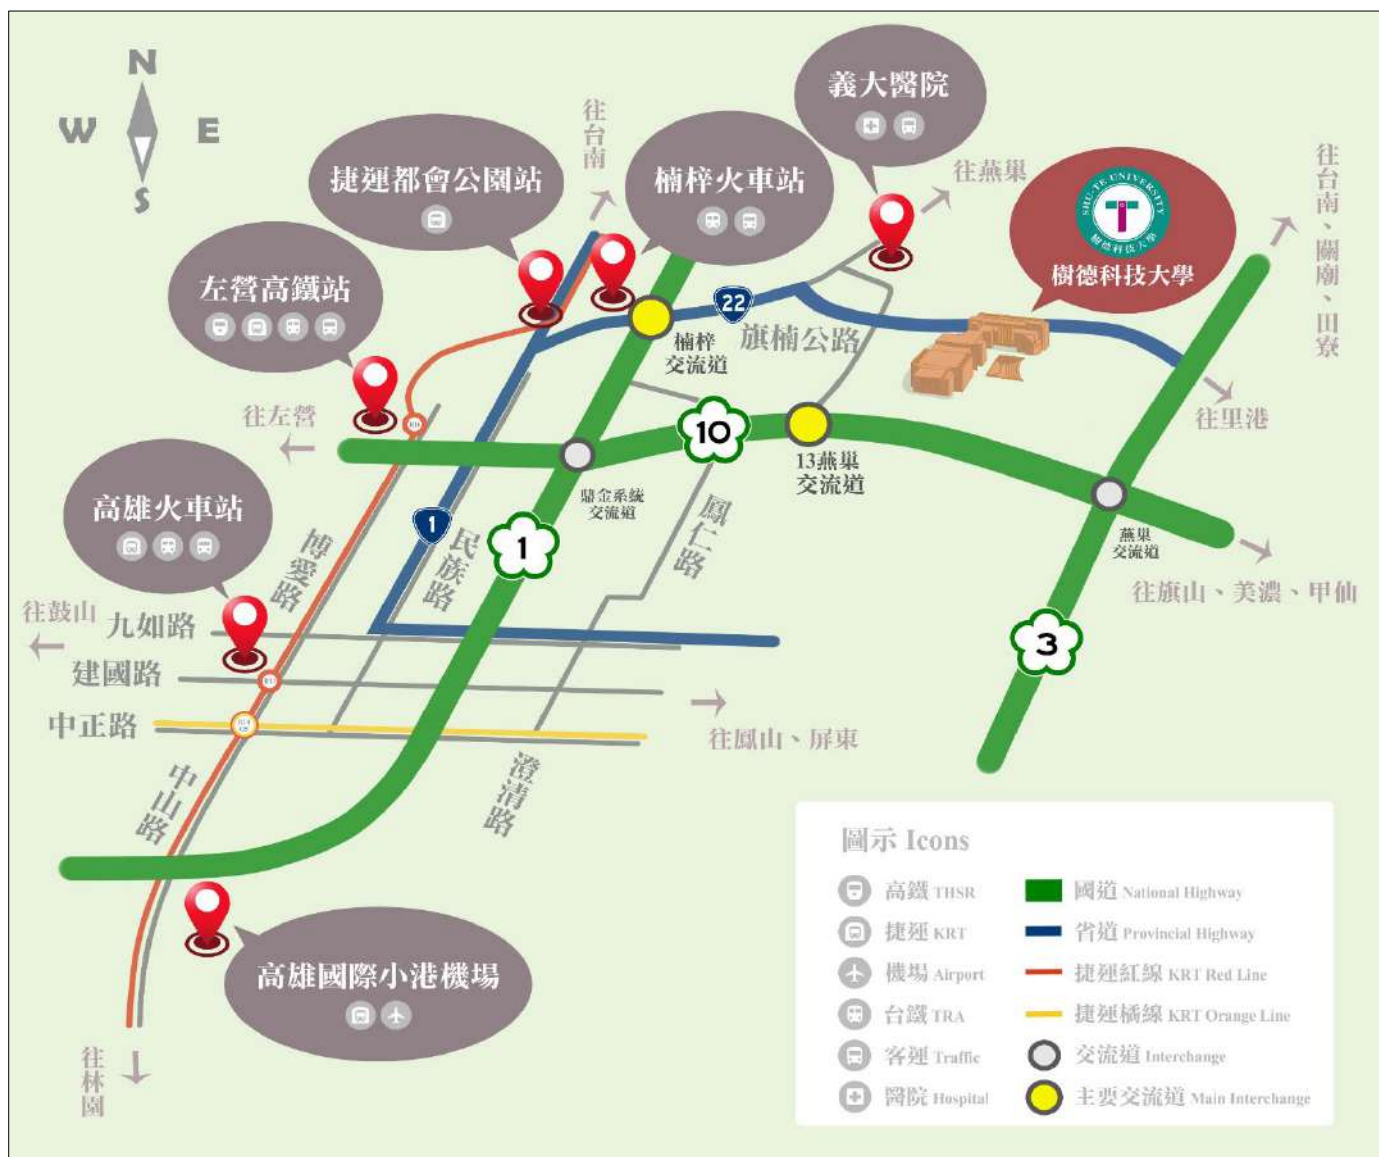 N
W E
S
義大醫院
往台南
捷運都會公園站
楠梓火車站
往燕巢
SHU-TE UNIVERSITY
樹德科技大學
樹德科技大學
往台南、關廟、田寮
左營高鐵站
22
旗楠公路
楠梓
交流道
往左營
往里港
10
13燕巢
交流道
高雄火車站
鼎金系統
交流道
鳳仁路
1
1
民族路
博愛路
燕巢
交流道
往旗山、美濃、甲仙
往鼓山
九如路
3
建國路
中正路
往鳳山、屏東
澄清路
中山路
高雄國際小港機場
往林園
圖示 Icons
高鐵 THSR
國道 National Highway
捷運 KRT
省道 Provincial Highway
機場 Airport
捷運紅線 KRT Red Line
台鐵 TRA
捷運橘線 KRT Orange Line
客運 Traffic
交流道 Interchange
醫院 Hospital
主要交流道 Main Interchange